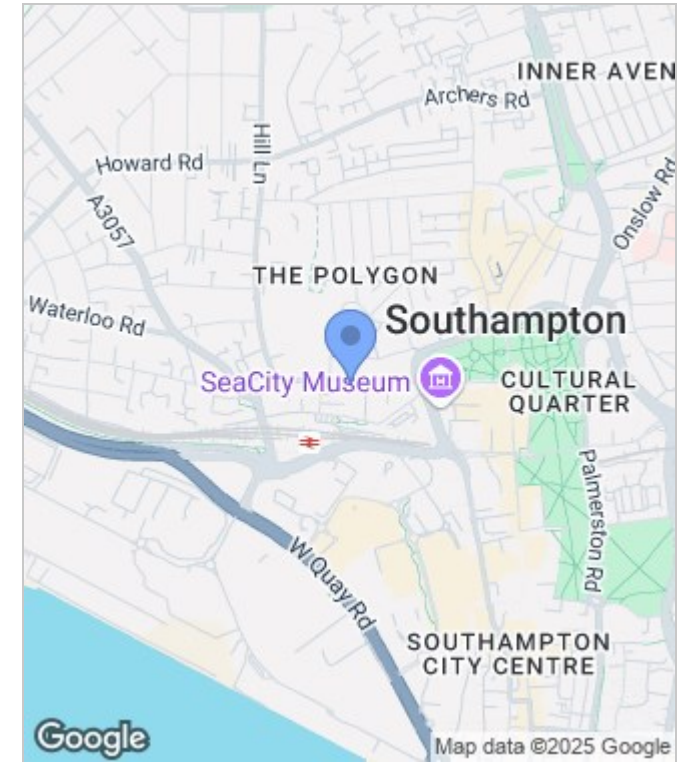 INNER AVEN
Archers Rd
Hill Ln
Howard Rd
Onslow Rd
A3057
THE POLYGON
Waterloo Rd
Southampton
SeaCity Museum
CULTURAL
QUARTER
Palmerston Rd
W Quay Rd
SOUTHAMPTON
CITY CENTRE
Google
Map data ©2025 Google